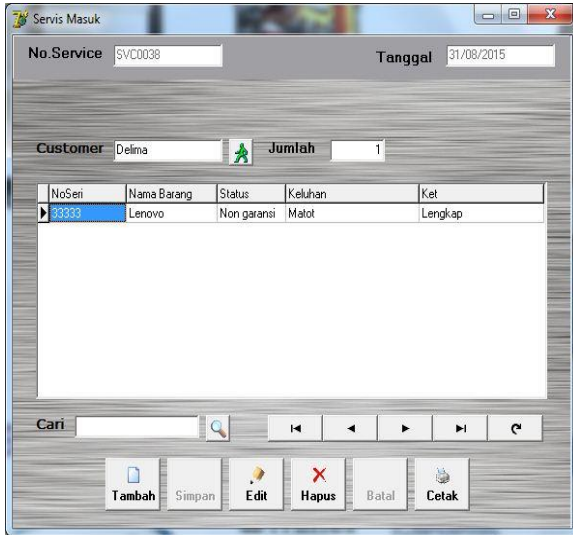 Servis Masuk
No.Service SVC0038 Tanggal 31/08/2015
Customer Delima Jumlah 1
NoSeri Nama Barang Status Keluhan Ket
33333 Lenovo Non garansi Matot Lengkap
Cari
Tambah Simpan Edit Hapus Batal Cetak